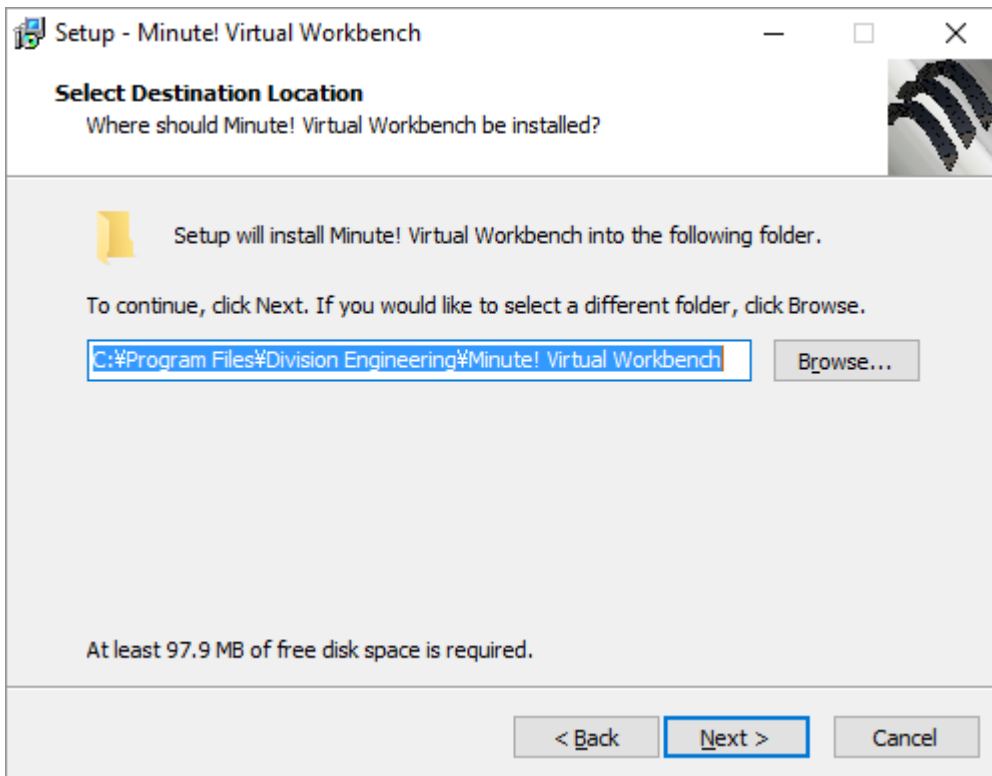 Setup - Minute! Virtual Workbench
Select Destination Location
Where should Minute! Virtual Workbench be installed?
Setup will install Minute! Virtual Workbench into the following folder.
To continue, click Next. If you would like to select a different folder, click Browse.
C:¥Program Files¥Division Engineering¥Minute! Virtual Workbench
Browse...
At least 97.9 MB of free disk space is required.
< Back
Next >
Cancel